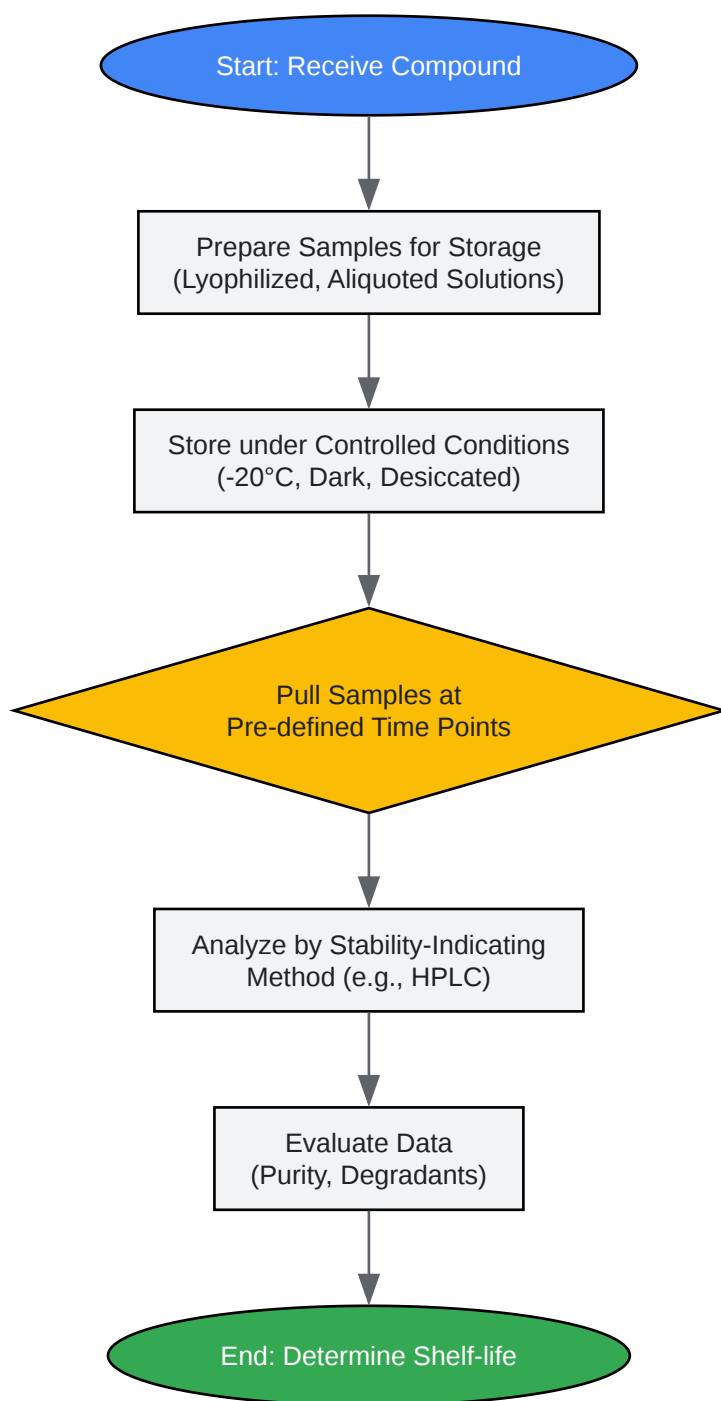 Start: Receive Compound
Prepare Samples for Storage
(Lyophilized, Aliquoted Solutions)
Store under Controlled Conditions
(-20°C, Dark, Desiccated)
Pull Samples at
Pre-defined Time Points
Analyze by Stability-Indicating
Method (e.g., HPLC)
Evaluate Data
(Purity, Degradants)
End: Determine Shelf-life